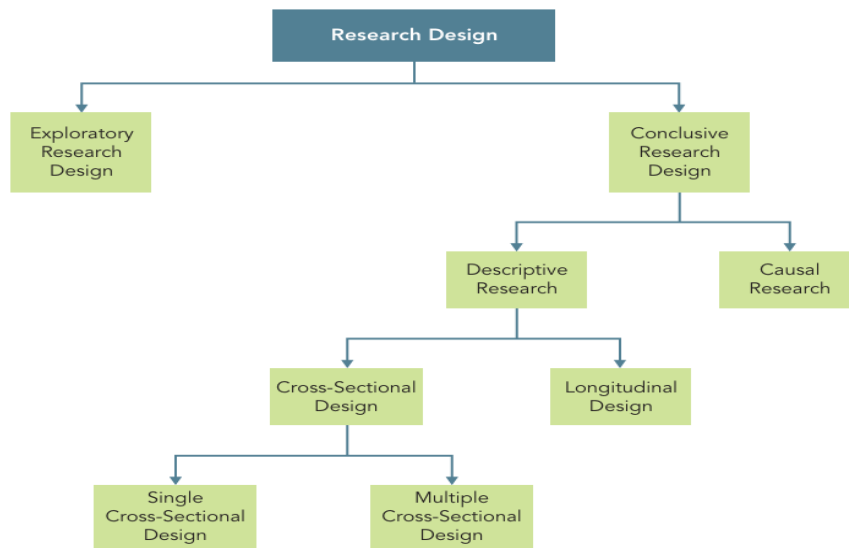 Research Design
Exploratory
Research
Design
Conclusive
Research
Design
Descriptive
Research
Causal
Research
Cross-Sectional
Design
Longitudinal
Design
Single
Cross-Sectional
Design
Multiple
Cross-Sectional
Design